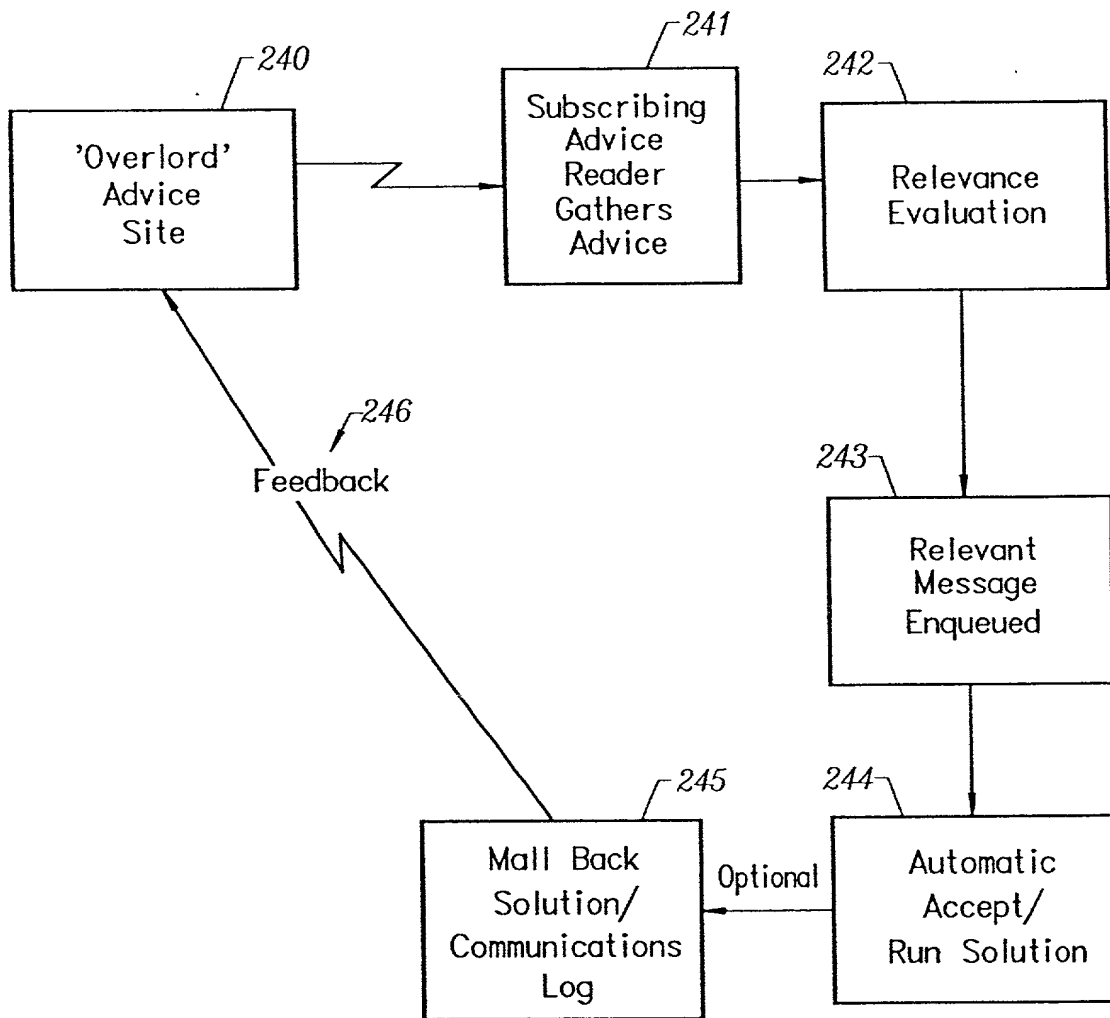 240
'Overlord'
Advice
Site
241
Subscribing
Advice
Reader
Gathers
Advice
242
Relevance
Evaluation
246
Feedback
243
Relevant
Message
Enqueued
244
Automatic
Accept/
Run Solution
Optional
245
Mall Back
Solution/
Communications
Log